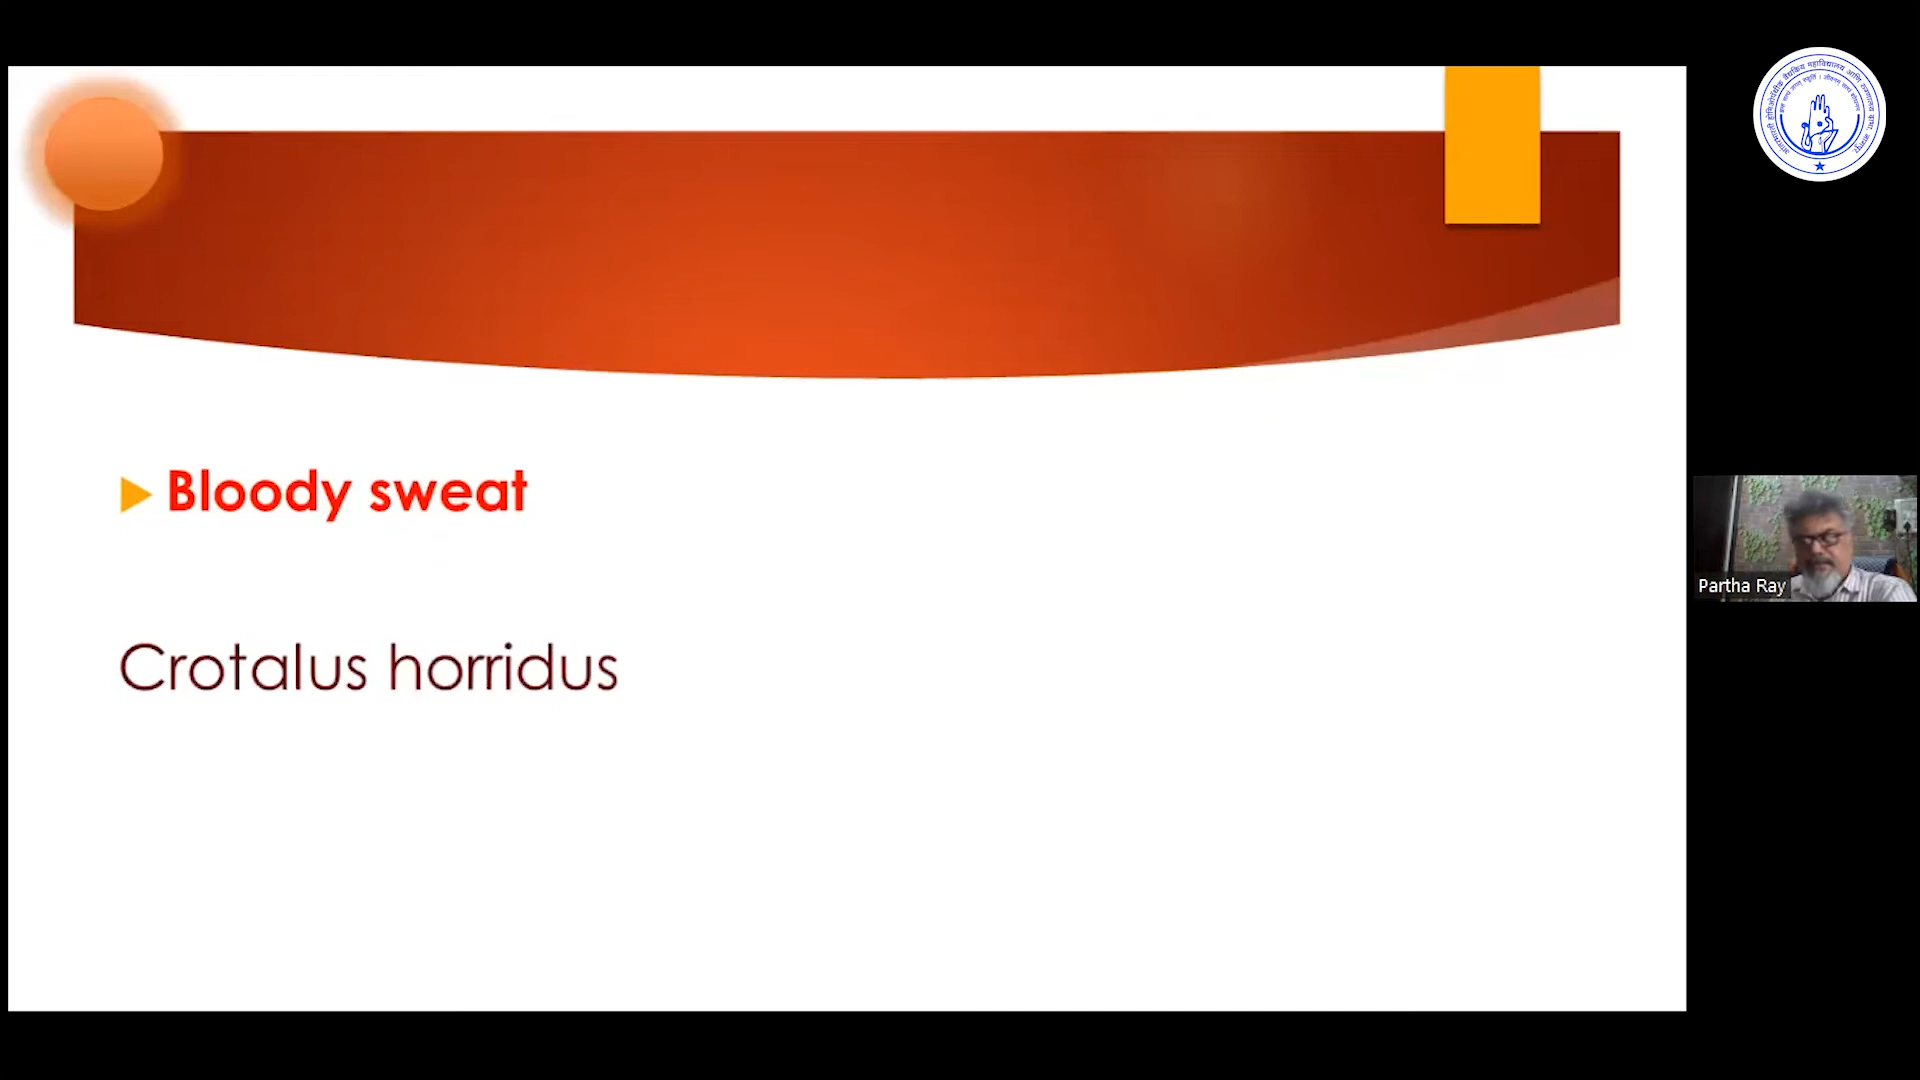 Bloody sweat
Crotalus horridus
Partha Ray